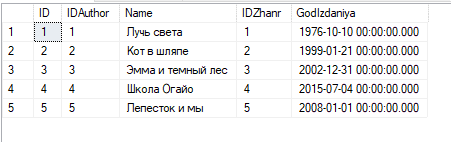 ID IDAuthor Name IDZhanr GodIzdaniya
1 1 1 Лучь света 1 1976-10-10 00:00:00.000
2 2 2 Кот в шляпе 2 1999-01-21 00:00:00.000
3 3 3 Эмма и темный лес 3 2002-12-31 00:00:00.000
4 4 4 Школа Огайо 4 2015-07-04 00:00:00.000
5 5 5 Лепесток и мы 5 2008-01-01 00:00:00.000